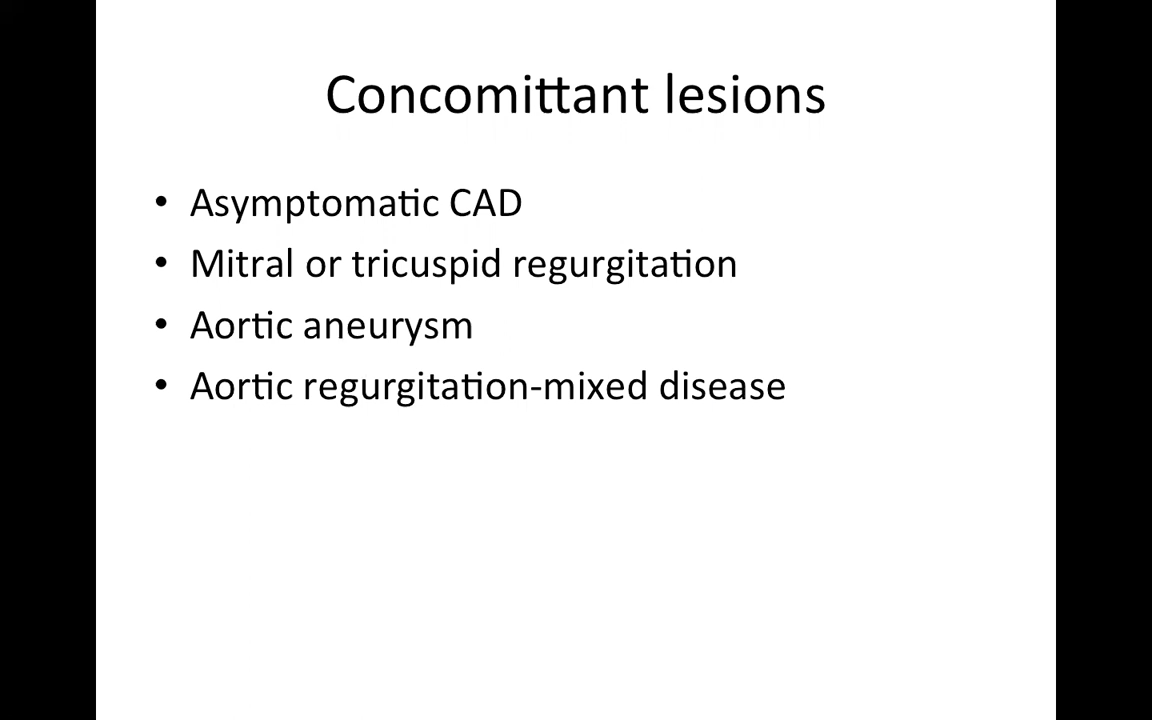 Concomittant lesions
• Asymptomatic CAD
• Mitral or tricuspid regurgitation
• Aortic aneurysm
• Aortic regurgitation-mixed disease